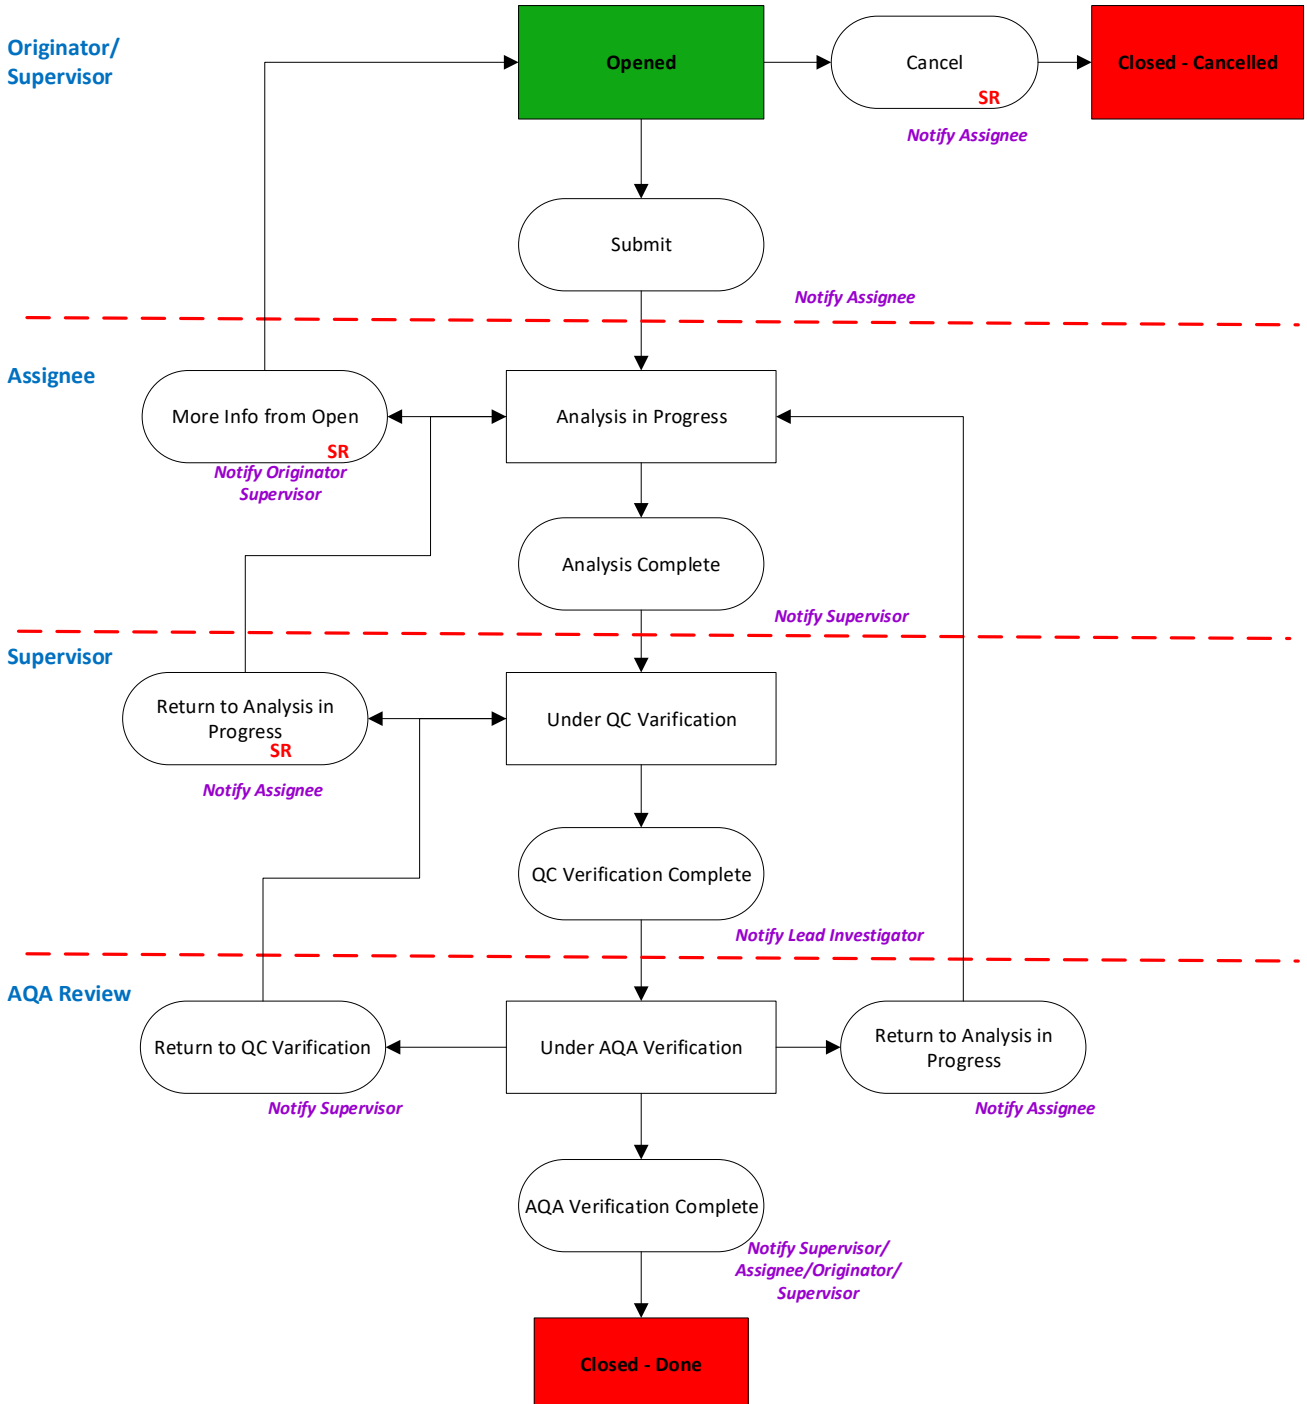 Originator/
Supervisor
Opened
Cancel
SR
Closed - Cancelled
Notify Assignee
Submit
Notify Assignee
Assignee
More Info from Open
SR
Notify Originator
Supervisor
Analysis in Progress
Analysis Complete
Notify Supervisor
Supervisor
Return to Analysis in
Progress
SR
Notify Assignee
Under QC Varification
QC Verification Complete
Notify Lead Investigator
AQA Review
Return to QC Varification
Notify Supervisor
Under AQA Verification
Return to Analysis in
Progress
Notify Assignee
AQA Verification Complete
Notify Supervisor/
Assignee/Originator/
Supervisor
Closed - Done